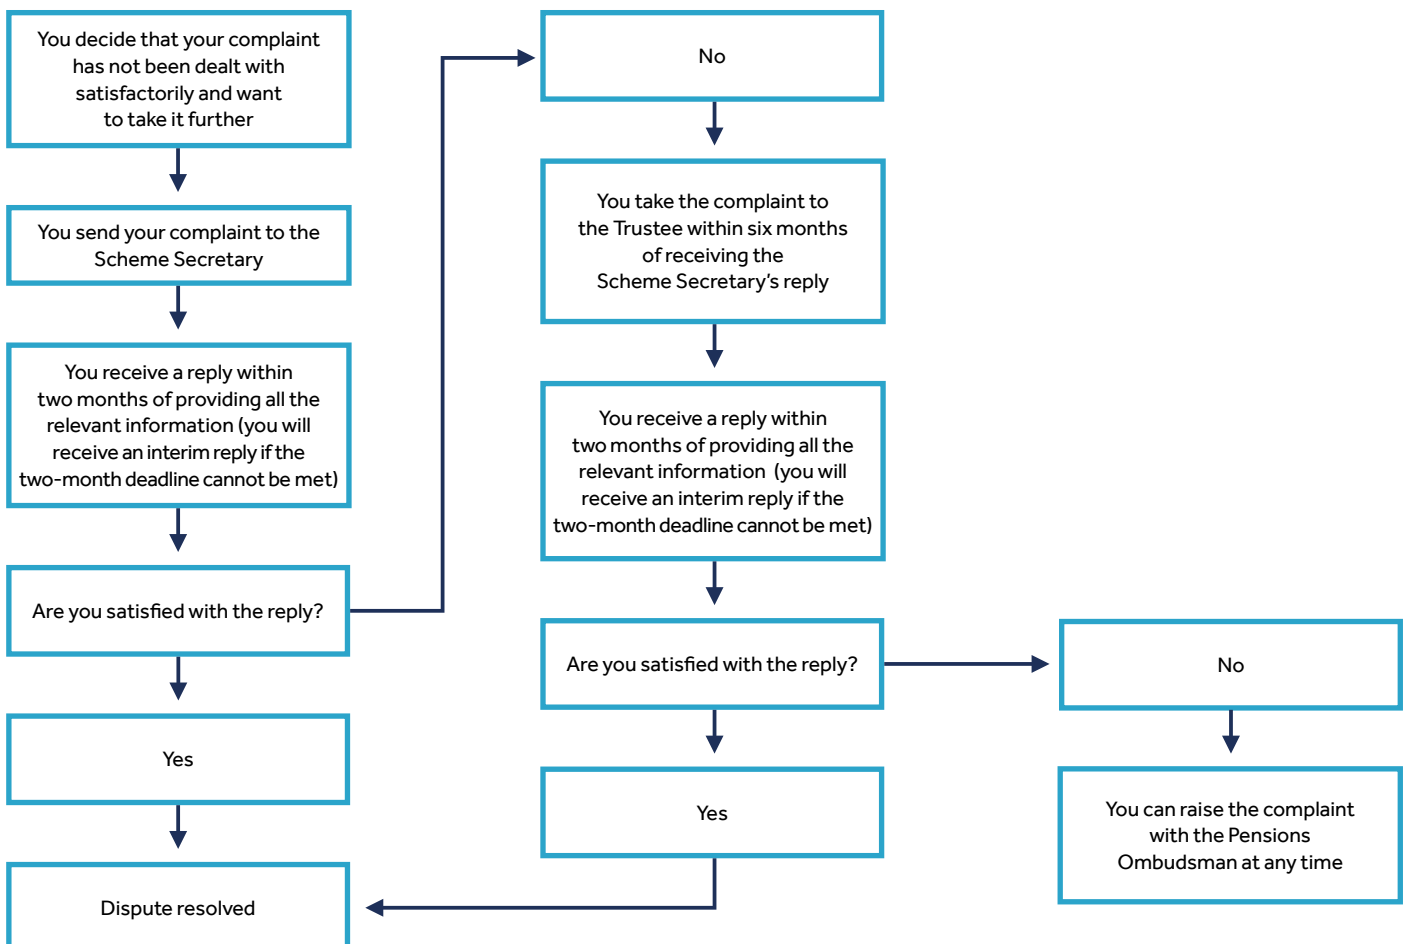 You decide that your complaint
has not been dealt with
satisfactorily and want
to take it further
You send your complaint to the
Scheme Secretary
You receive a reply within
two months of providing all the
relevant information (you will
receive an interim reply if the
two-month deadline cannot be met)
Are you satisfied with the reply?
Yes
Dispute resolved
No
You take the complaint to
the Trustee within six months
of receiving the
Scheme Secretary’s reply
You receive a reply within
two months of providing all the
relevant information (you will
receive an interim reply if the
two-month deadline cannot be met)
Are you satisfied with the reply?
Yes
No
You can raise the complaint
with the Pensions
Ombudsman at any time